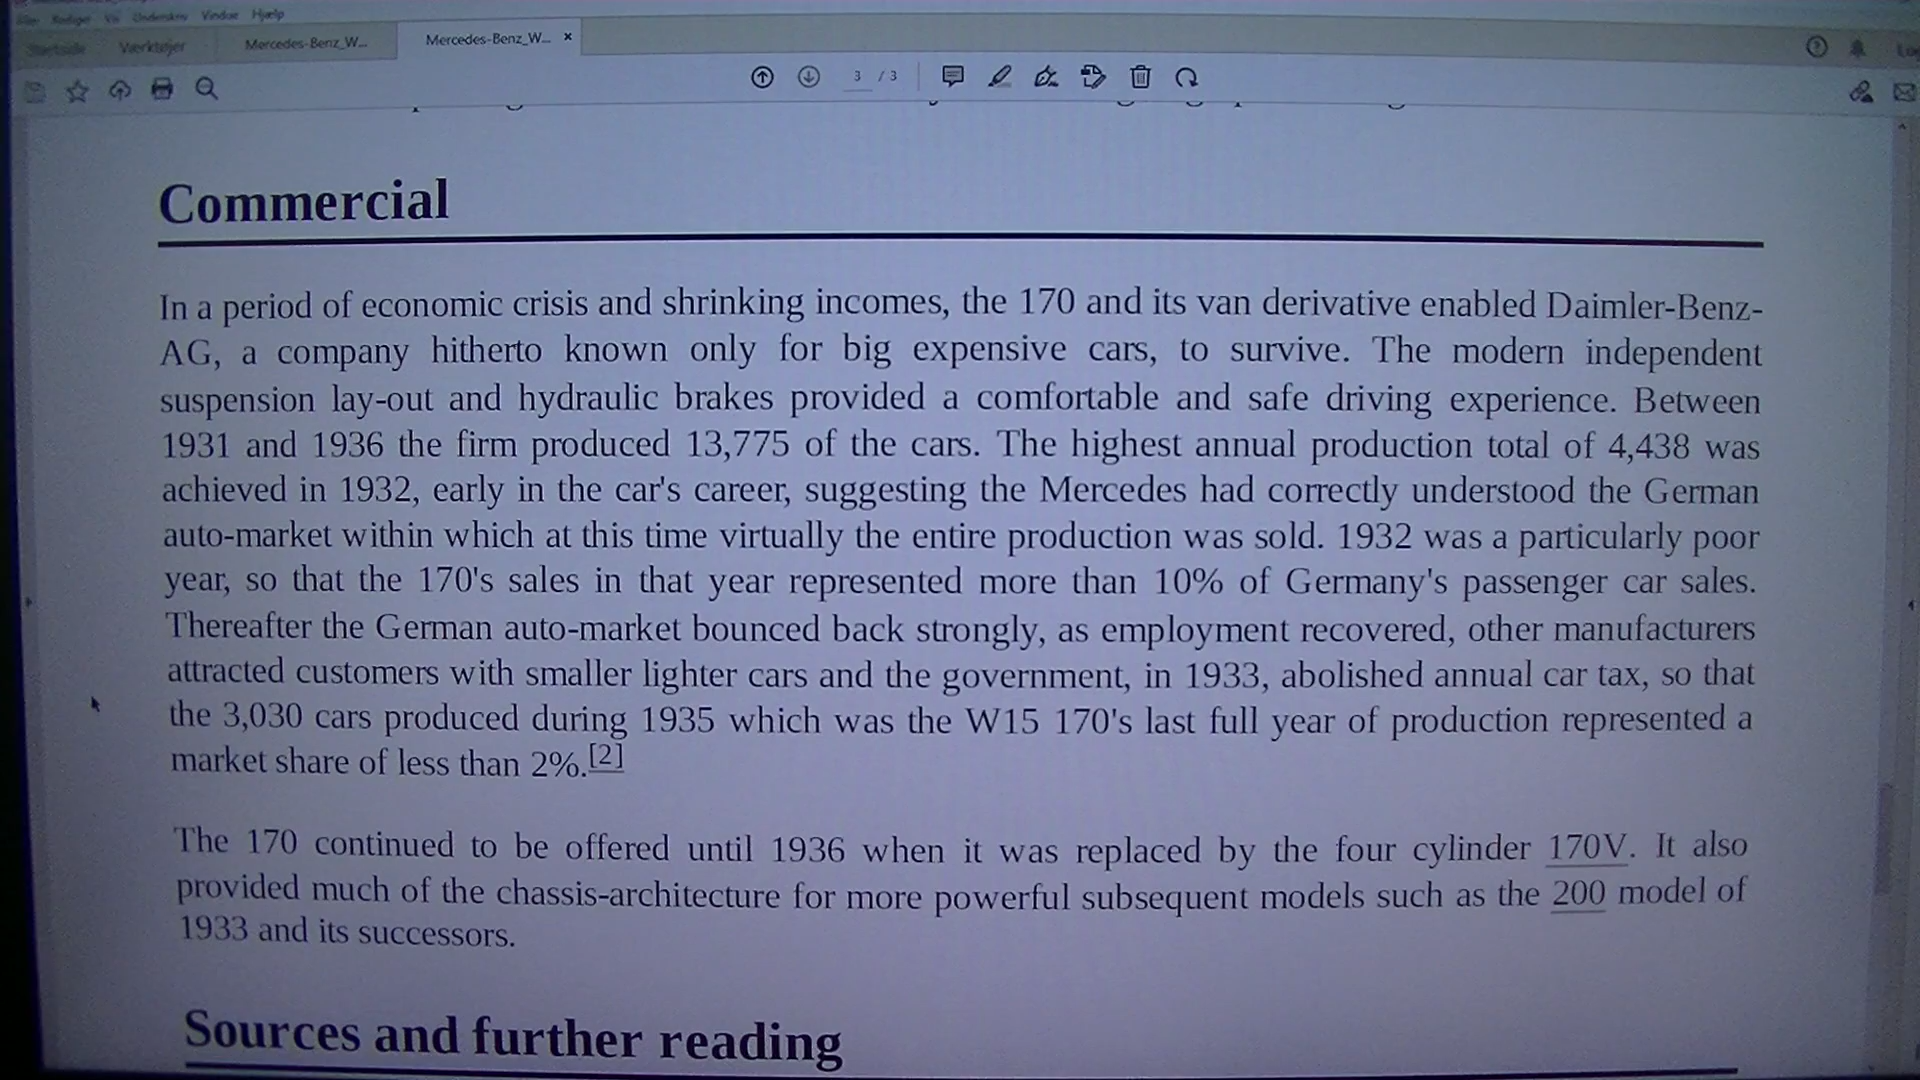 Vis Underskriv Vindue Hjælp
Startside Værktøjer Mercedes-Benz_W... Mercedes-Benz_W... ×
3 / 3
Commercial
In a period of economic crisis and shrinking incomes, the 170 and its van derivative enabled Daimler-Benz-
AG, a company hitherto known only for big expensive cars, to survive. The modern independent
suspension lay-out and hydraulic brakes provided a comfortable and safe driving experience. Between
1931 and 1936 the firm produced 13,775 of the cars. The highest annual production total of 4,438 was
achieved in 1932, early in the car's career, suggesting the Mercedes had correctly understood the German
auto-market within which at this time virtually the entire production was sold. 1932 was a particularly poor
year, so that the 170's sales in that year represented more than 10% of Germany's passenger car sales.
Thereafter the German auto-market bounced back strongly, as employment recovered, other manufacturers
attracted customers with smaller lighter cars and the government, in 1933, abolished annual car tax, so that
the 3,030 cars produced during 1935 which was the W15 170's last full year of production represented a
market share of less than 2%.[2]
The 170 continued to be offered until 1936 when it was replaced by the four cylinder 170V. It also
provided much of the chassis-architecture for more powerful subsequent models such as the 200 model of
1933 and its successors.
Sources and further reading